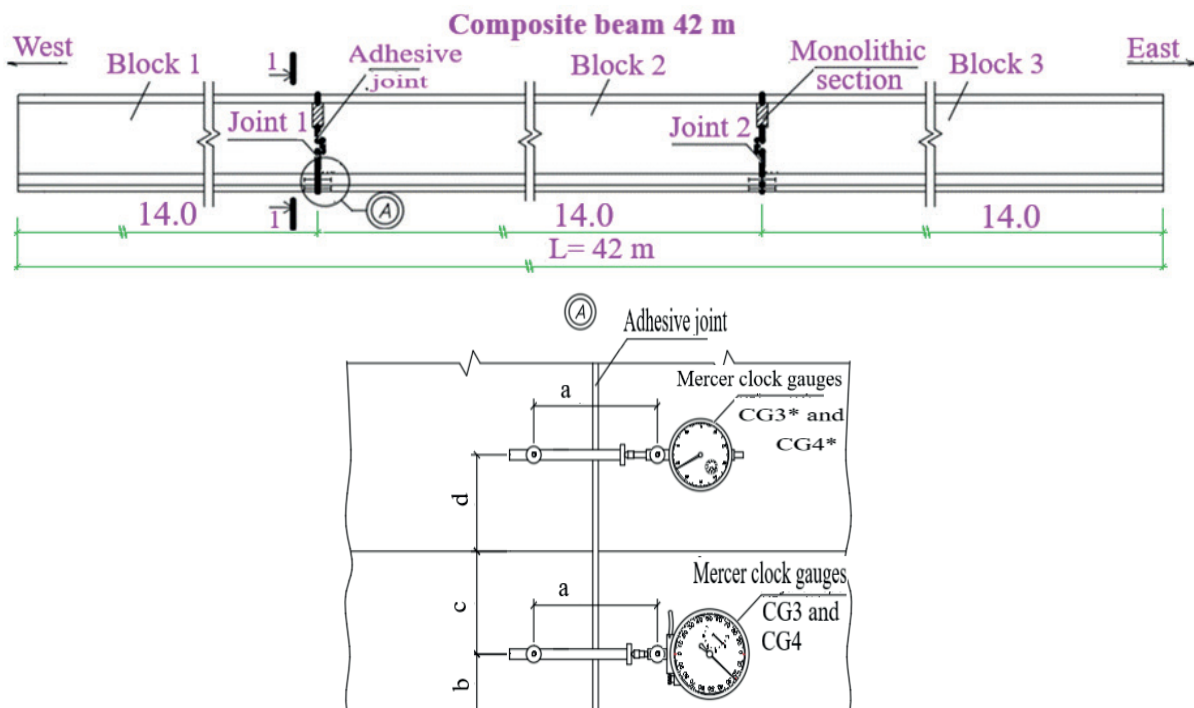 Composite beam 42 m
West
East
Block 1
1
Adhesive
joint
Block 2
Monolithic
section
Block 3
Joint 1
Joint 2
1
A
14.0
14.0
14.0
L= 42 m
A
Adhesive joint
a
Mercer clock gauges
CG3* and
CG4*
d
c
a
Mercer clock gauges
CG3 and
CG4
b